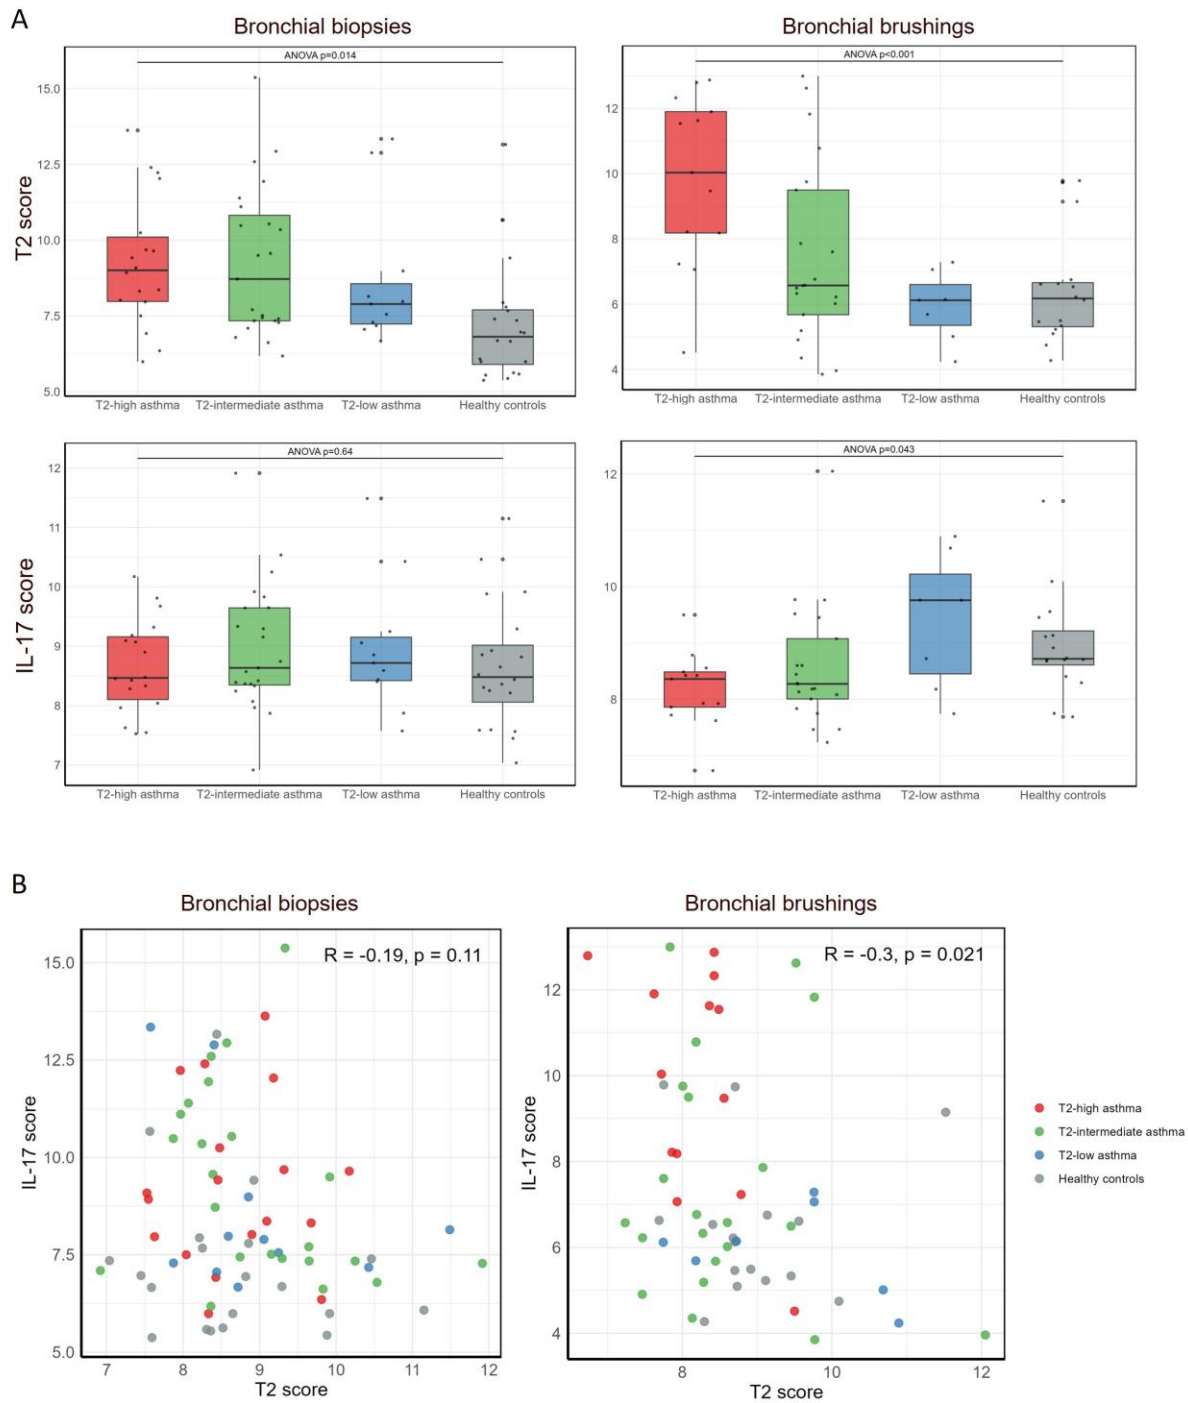 A
Bronchial biopsies
Bronchial brushings
ANOVA p=0.014
ANOVA p<0.001
T2 score
15.0
12.5
10.0
7.5
5.0
12
10
8
6
4
T2-high asthma
T2-intermediate asthma
T2-low asthma
Healthy controls
T2-high asthma
T2-intermediate asthma
T2-low asthma
Healthy controls
ANOVA p=0.64
ANOVA p=0.043
IL-17 score
12
11
10
9
8
7
12
10
8
T2-high asthma
T2-intermediate asthma
T2-low asthma
Healthy controls
T2-high asthma
T2-intermediate asthma
T2-low asthma
Healthy controls
B
Bronchial biopsies
Bronchial brushings
R = -0.19, p = 0.11
R = -0.3, p = 0.021
IL-17 score
15.0
12.5
10.0
7.5
5.0
7
8
9
10
11
12
T2 score
IL-17 score
12
10
8
6
4
8
10
12
T2 score
T2-high asthma
T2-intermediate asthma
T2-low asthma
Healthy controls